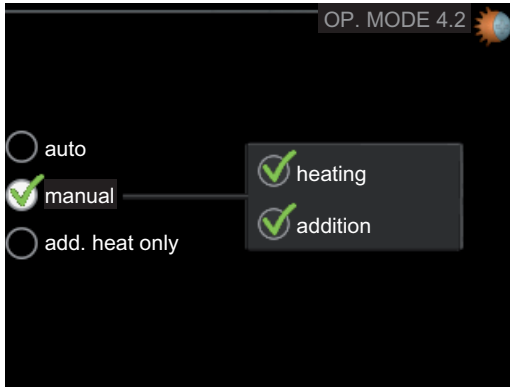 OP. MODE 4.2
auto
manual
add. heat only
heating
addition